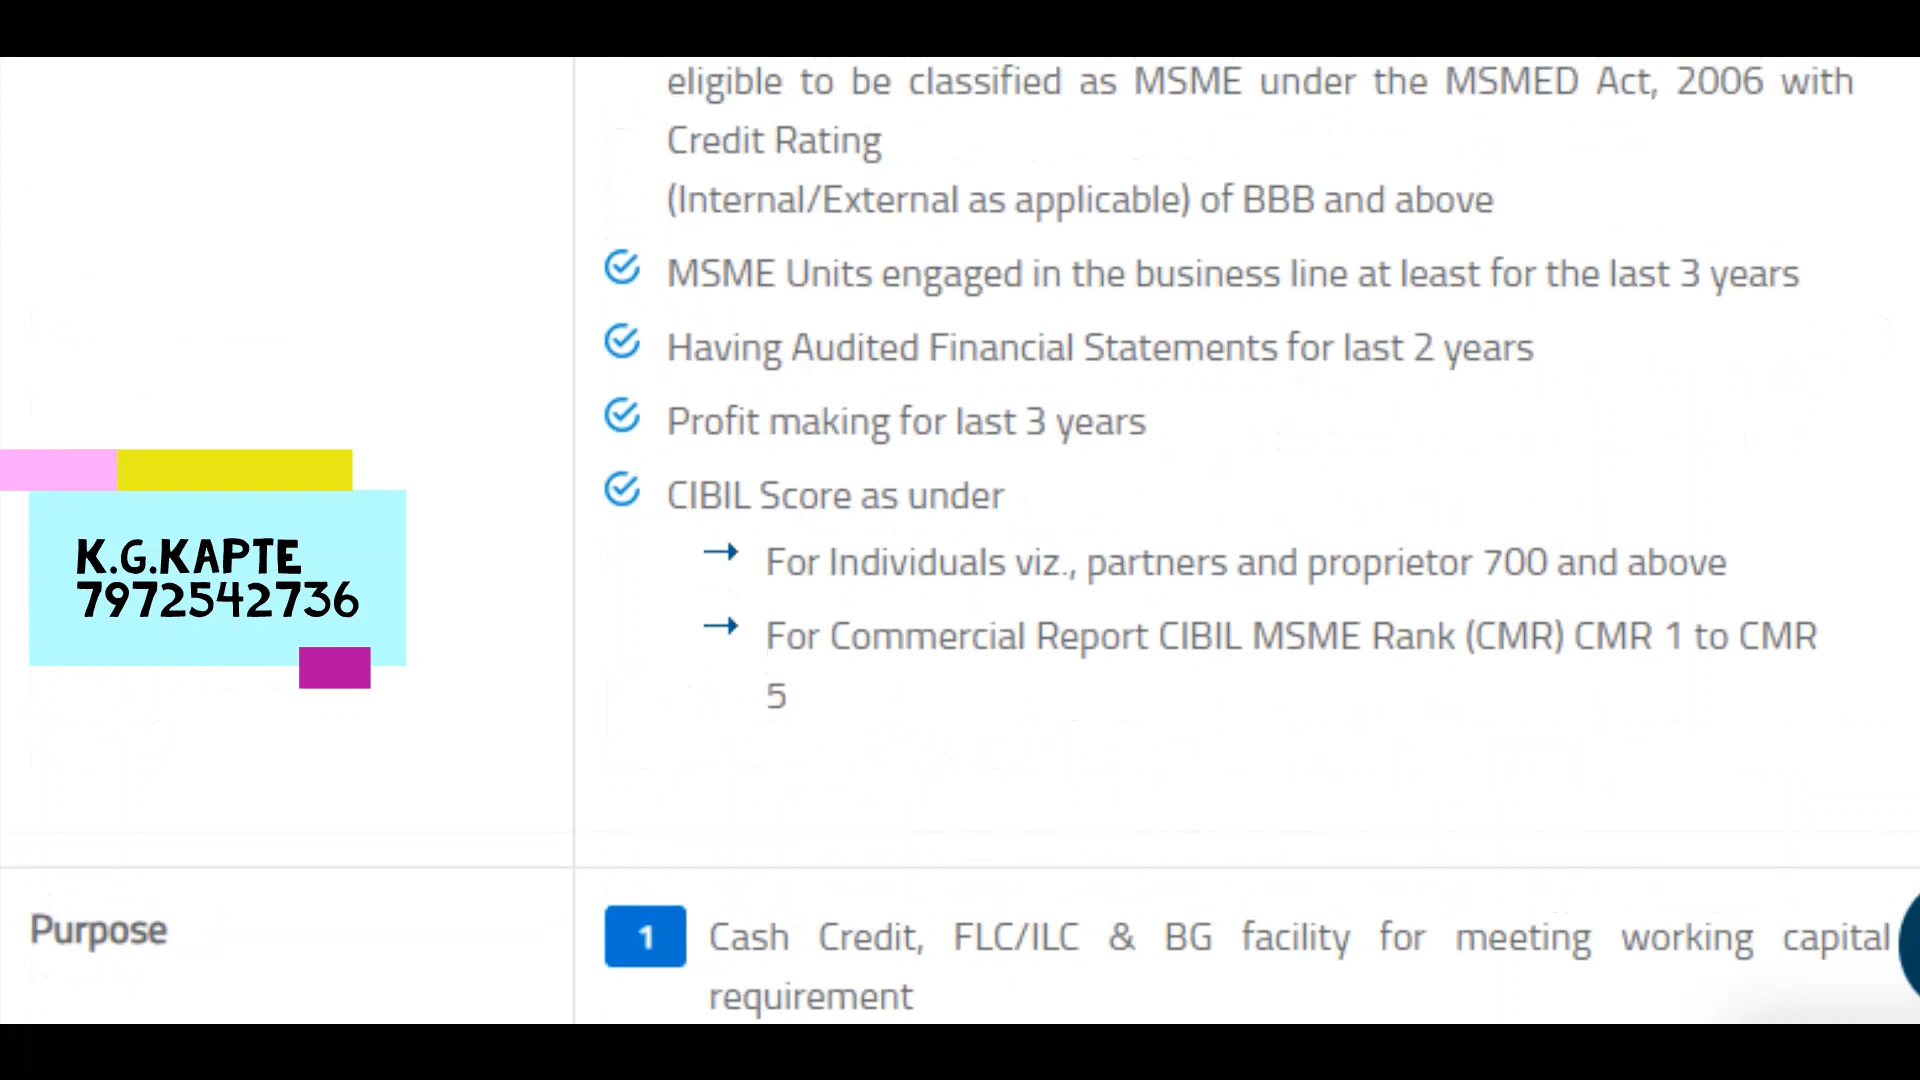 eligible to be classified as MSME under the MSMED Act, 2006 with
Credit Rating
(Internal/External as applicable) of BBB and above
MSME Units engaged in the business line at least for the last 3 years
Having Audited Financial Statements for last 2 years
Profit making for last 3 years
CIBIL Score as under
For Individuals viz., partners and proprietor 700 and above
For Commercial Report CIBIL MSME Rank (CMR) CMR 1 to CMR
5
K.G.KAPTE
7972542736
Purpose
1 Cash Credit, FLC/ILC & BG facility for meeting working capital
requirement